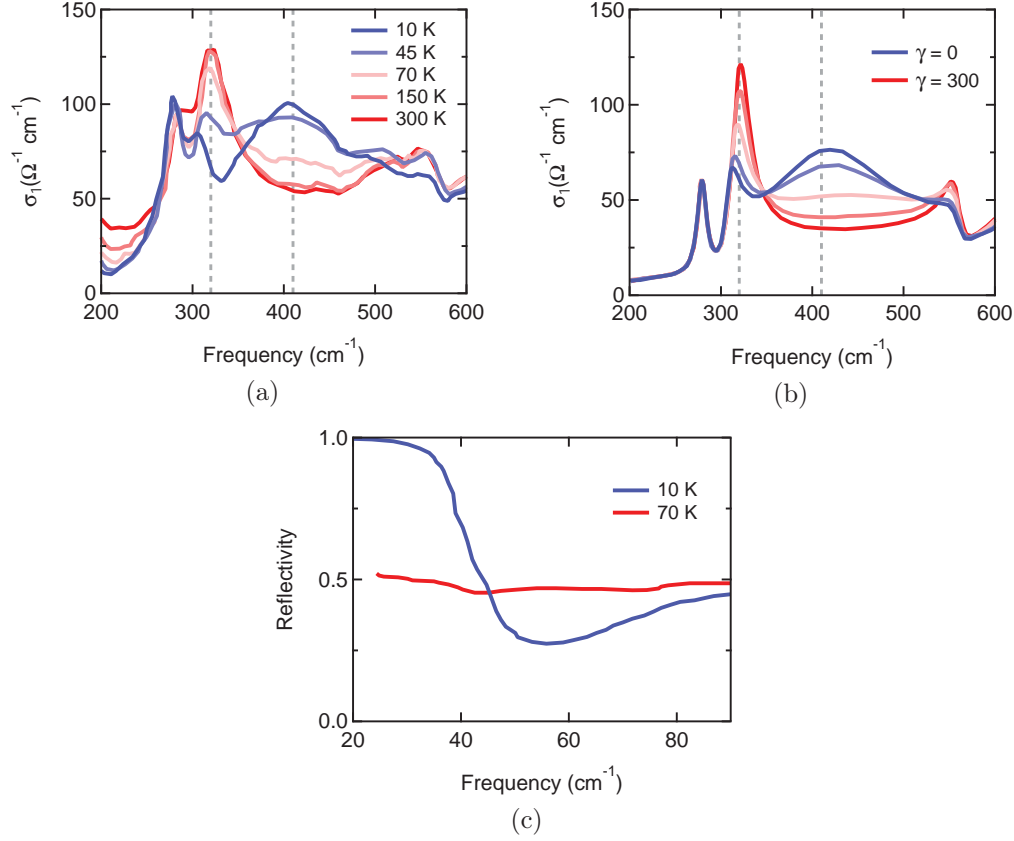 150
100
50
0
σ₁(Ω⁻¹ cm⁻¹)
200 300 400 500 600
Frequency (cm⁻¹)
10 K
45 K
70 K
150 K
300 K
(a)
150
100
50
0
σ₁(Ω⁻¹ cm⁻¹)
200 300 400 500 600
Frequency (cm⁻¹)
γ = 0
γ = 300
(b)
1.0
0.5
0.0
Reflectivity
20 40 60 80
Frequency (cm⁻¹)
10 K
70 K
(c)